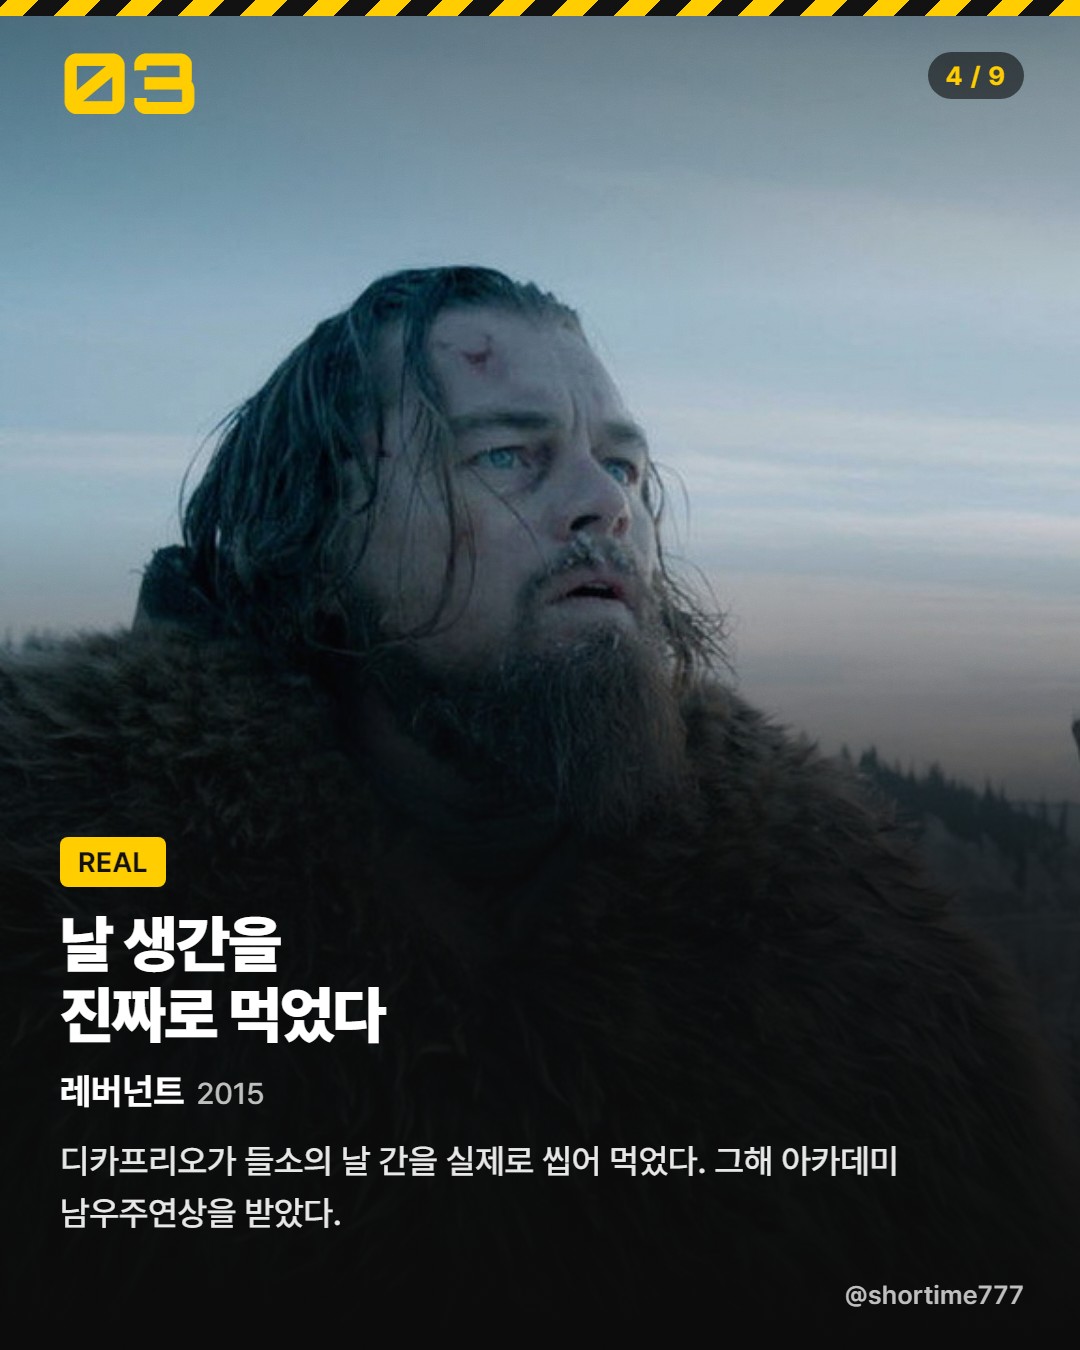 03
4 / 9
REAL
날 생간을
진짜로 먹었다
레버넌트 2015
디카프리오가 들소의 날 간을 실제로 씹어 먹었다. 그해 아카데미
남우주연상을 받았다.
@shortime777